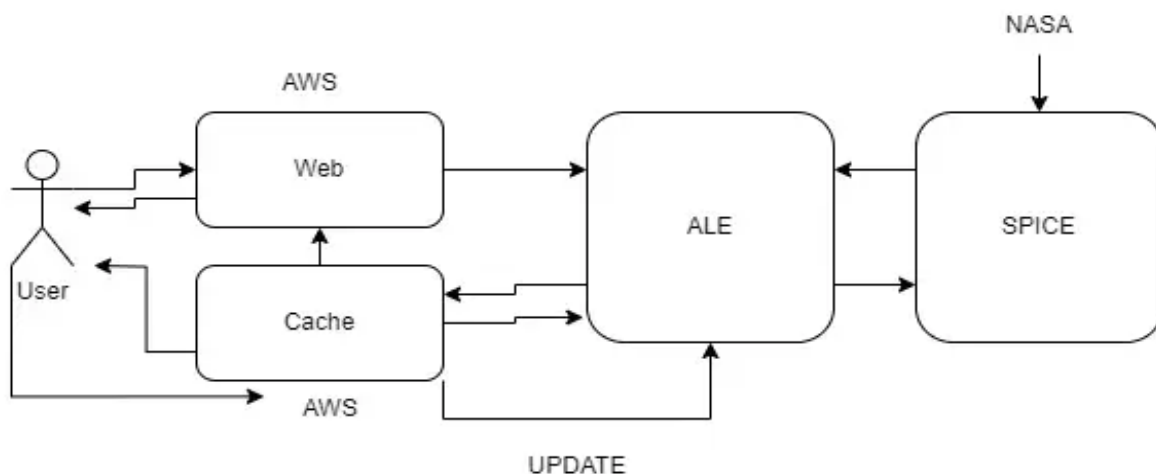 NASA
AWS
Web
ALE
SPICE
User
Cache
AWS
UPDATE